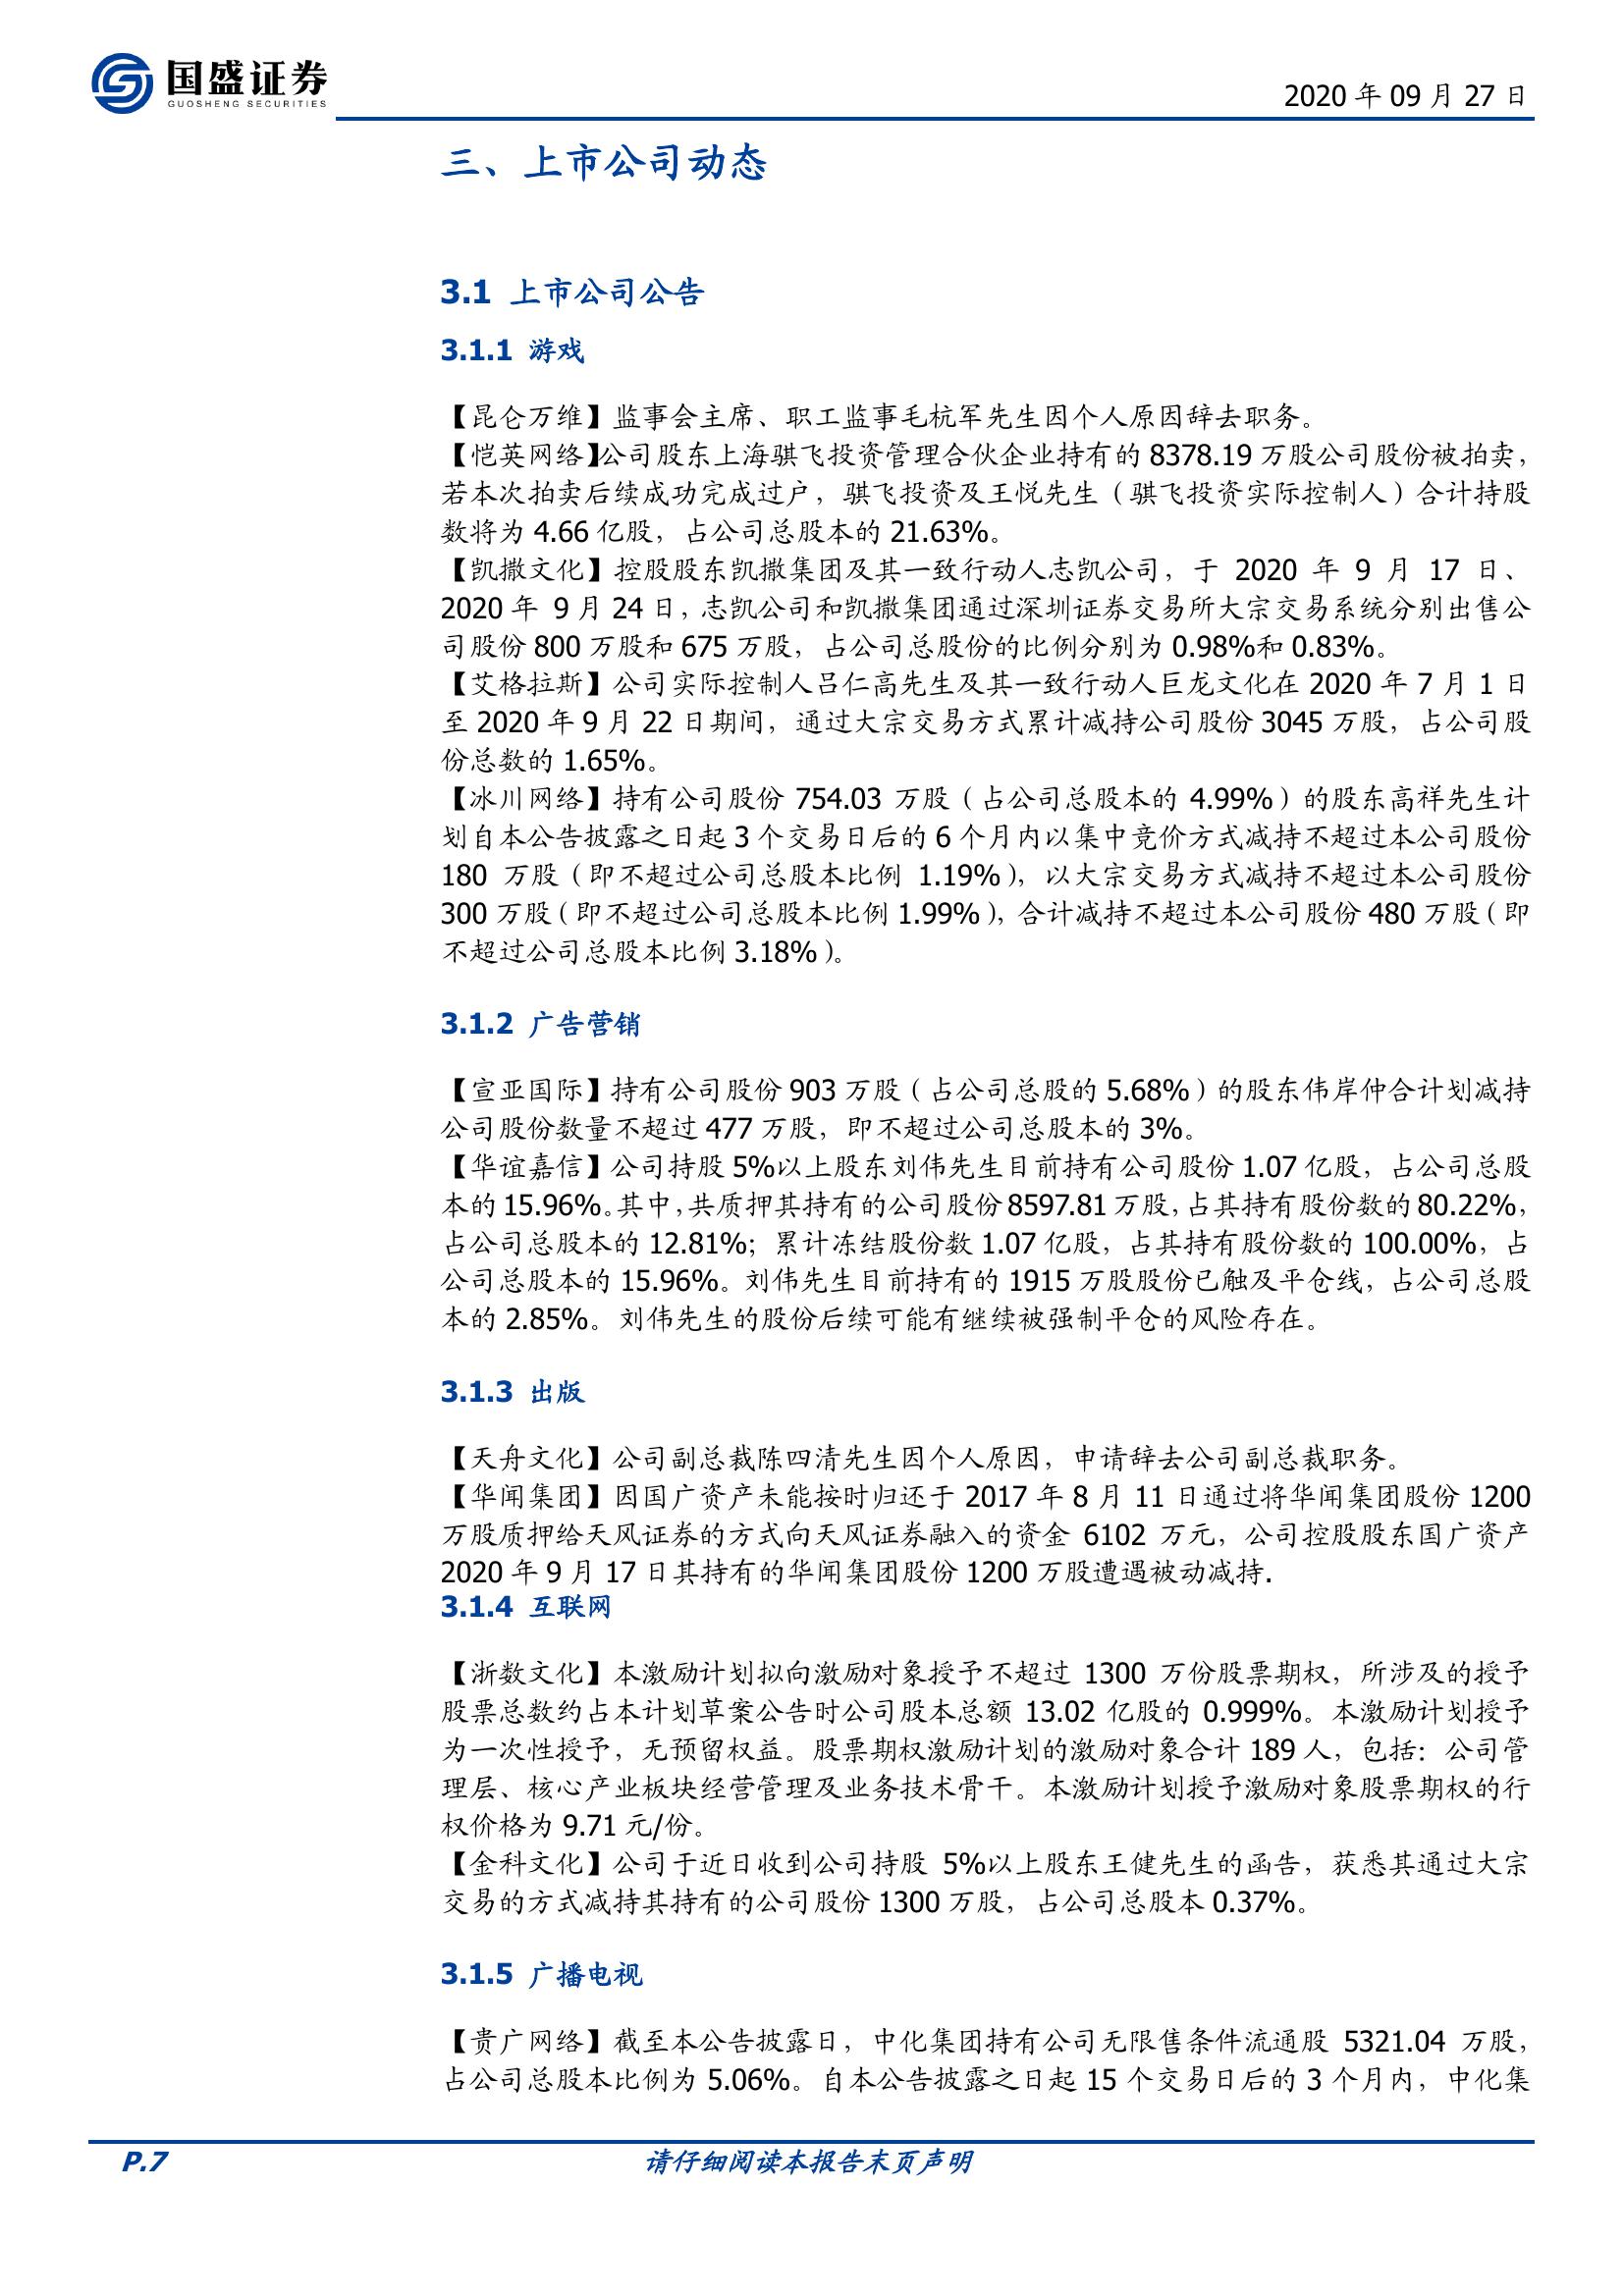 国盛证券
GUOSHENG SECURITIES
2020 年 09 月 27 日
三、上市公司动态
3.1 上市公司公告
3.1.1 游戏
【昆仑万维】监事会主席、职工监事毛杭军先生因个人原因辞去职务。
【恺英网络】公司股东上海骐飞投资管理合伙企业持有的 8378.19 万股公司股份被拍卖，
若本次拍卖后续成功完成过户，骐飞投资及王悦先生（骐飞投资实际控制人）合计持股
数将为 4.66 亿股，占公司总股本的 21.63%。
【凯撒文化】控股股东凯撒集团及其一致行动人志凯公司，于 2020 年 9 月 17 日、
2020 年 9 月 24 日，志凯公司和凯撒集团通过深圳证券交易所大宗交易系统分别出售公
司股份 800 万股和 675 万股，占公司总股份的比例分别为 0.98%和 0.83%。
【艾格拉斯】公司实际控制人吕仁高先生及其一致行动人巨龙文化在 2020 年 7 月 1 日
至 2020 年 9 月 22 日期间，通过大宗交易方式累计减持公司股份 3045 万股，占公司股
份总数的 1.65%。
【冰川网络】持有公司股份 754.03 万股（占公司总股本的 4.99%）的股东高祥先生计
划自本公告披露之日起 3 个交易日后的 6 个月内以集中竞价方式减持不超过本公司股份
180 万股（即不超过公司总股本比例 1.19%），以大宗交易方式减持不超过本公司股份
300 万股（即不超过公司总股本比例 1.99%），合计减持不超过本公司股份 480 万股（即
不超过公司总股本比例 3.18%）。
3.1.2 广告营销
【宣亚国际】持有公司股份 903 万股（占公司总股的 5.68%）的股东伟岸仲合计划减持
公司股份数量不超过 477 万股，即不超过公司总股本的 3%。
【华谊嘉信】公司持股 5%以上股东刘伟先生目前持有公司股份 1.07 亿股，占公司总股
本的 15.96%。其中，共质押其持有的公司股份 8597.81 万股，占其持有股份数的 80.22%，
占公司总股本的 12.81%；累计冻结股份数 1.07 亿股，占其持有股份数的 100.00%，占
公司总股本的 15.96%。刘伟先生目前持有的 1915 万股股份已触及平仓线，占公司总股
本的 2.85%。刘伟先生的股份后续可能有继续被强制平仓的风险存在。
3.1.3 出版
【天舟文化】公司副总裁陈四清先生因个人原因，申请辞去公司副总裁职务。
【华闻集团】因国广资产未能按时归还于 2017 年 8 月 11 日通过将华闻集团股份 1200
万股质押给天风证券的方式向天风证券融入的资金 6102 万元，公司控股股东国广资产
2020 年 9 月 17 日其持有的华闻集团股份 1200 万股遭遇被动减持.
3.1.4 互联网
【浙数文化】本激励计划拟向激励对象授予不超过 1300 万份股票期权，所涉及的授予
股票总数约占本计划草案公告时公司股本总额 13.02 亿股的 0.999%。本激励计划授予
为一次性授予，无预留权益。股票期权激励计划的激励对象合计 189 人，包括：公司管
理层、核心产业板块经营管理及业务技术骨干。本激励计划授予激励对象股票期权的行
权价格为 9.71 元/份。
【金科文化】公司于近日收到公司持股 5%以上股东王健先生的函告，获悉其通过大宗
交易的方式减持其持有的公司股份 1300 万股，占公司总股本 0.37%。
3.1.5 广播电视
【贵广网络】截至本公告披露日，中化集团持有公司无限售条件流通股 5321.04 万股，
占公司总股本比例为 5.06%。自本公告披露之日起 15 个交易日后的 3 个月内，中化集
P.7
请仔细阅读本报告末页声明